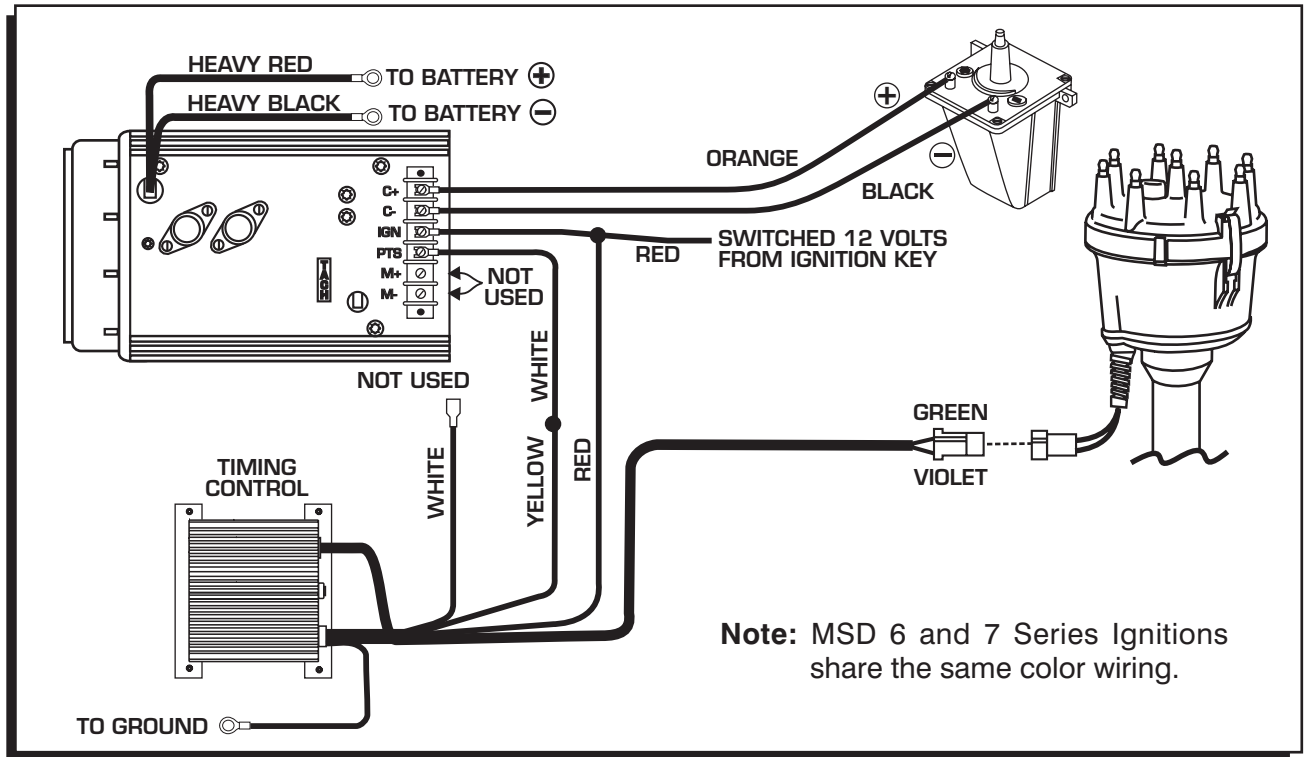 HEAVY RED
TO BATTERY +
HEAVY BLACK
TO BATTERY −
+
ORANGE
−
BLACK
C+
C-
IGN
PTS
M+
M-
TACH
NOT
USED
RED
SWITCHED 12 VOLTS
FROM IGNITION KEY
NOT USED
WHITE
WHITE
YELLOW
RED
GREEN
VIOLET
TIMING
CONTROL
TO GROUND
Note: MSD 6 and 7 Series Ignitions
share the same color wiring.